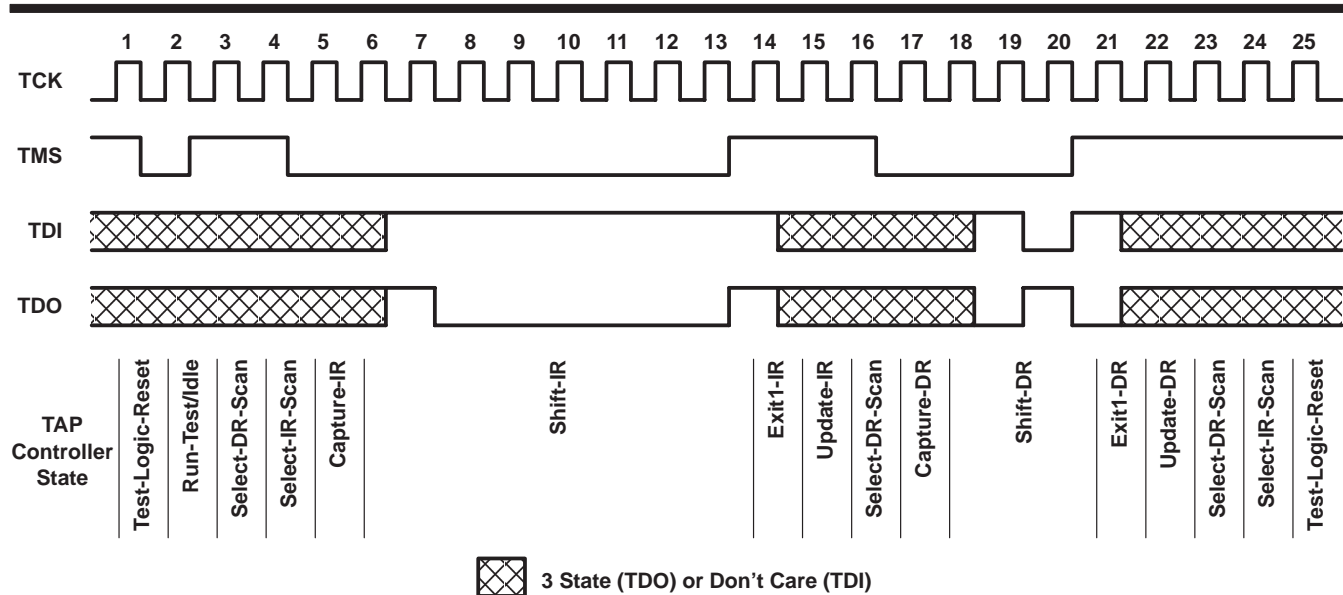 1 2 3 4 5 6 7 8 9 10 11 12 13 14 15 16 17 18 19 20 21 22 23 24 25
TCK
TMS
TDI
TDO
TAP
Controller
State
Test-Logic-Reset
Run-Test/Idle
Select-DR-Scan
Select-IR-Scan
Capture-IR
Shift-IR
Exit1-IR
Update-IR
Select-DR-Scan
Capture-DR
Shift-DR
Exit1-DR
Update-DR
Select-DR-Scan
Select-IR-Scan
Test-Logic-Reset
3 State (TDO) or Don't Care (TDI)